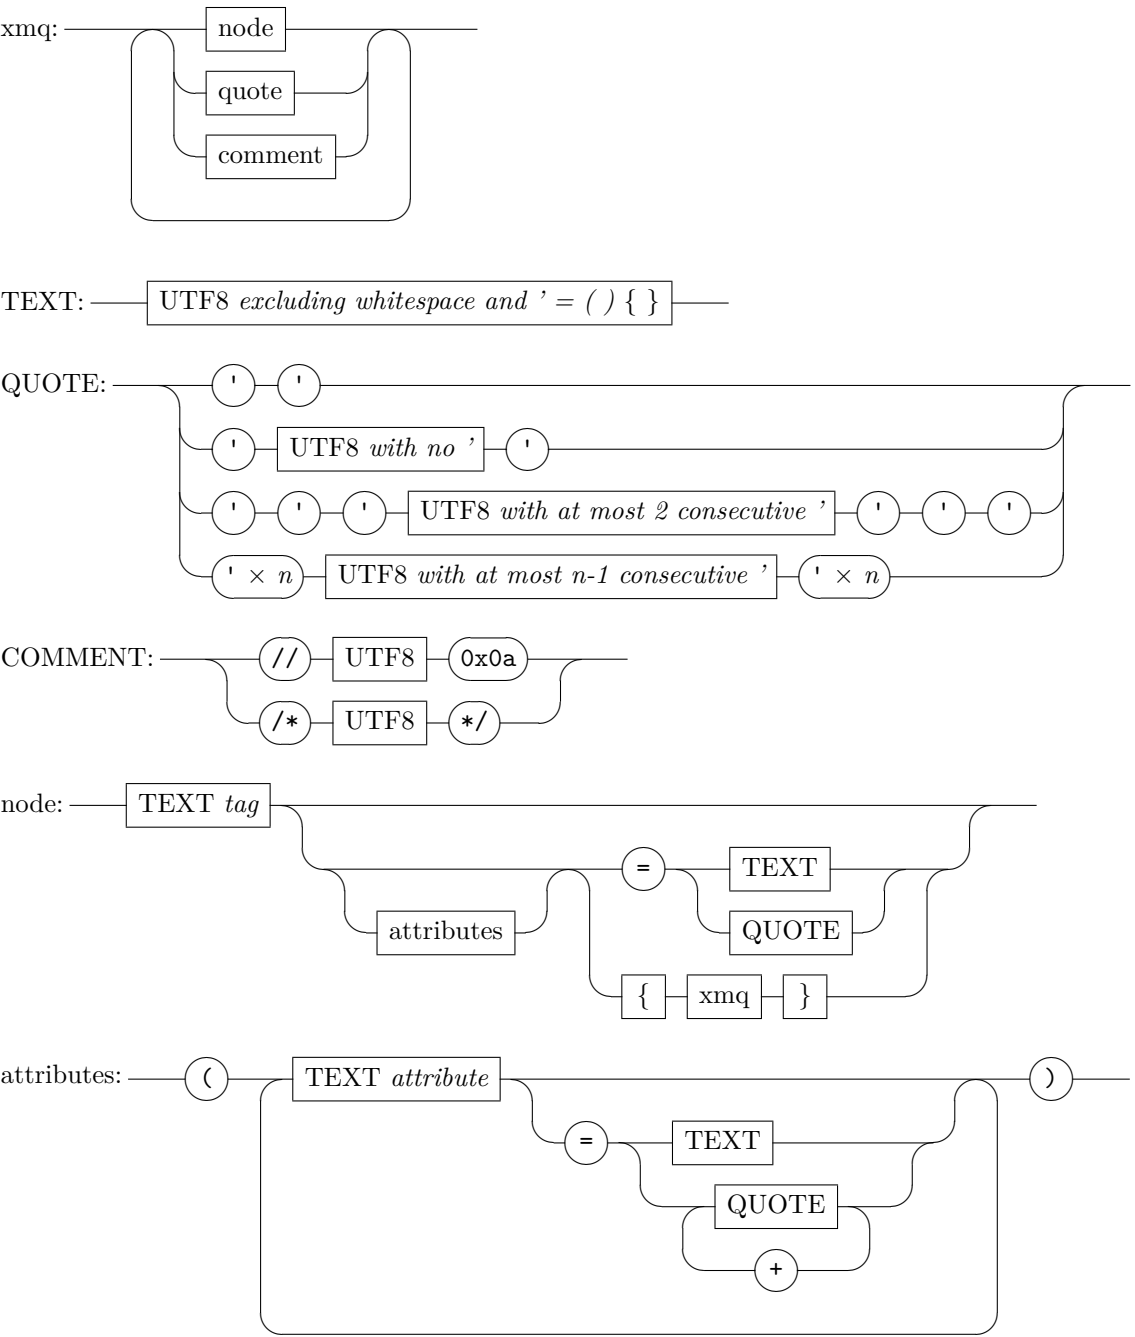 xmq: node
quote
comment
TEXT: UTF8 excluding whitespace and ’ = ( ) { }
QUOTE: ' '
' UTF8 with no ’ '
' ' ' UTF8 with at most 2 consecutive ’ ' ' '
' × n UTF8 with at most n-1 consecutive ’ ' × n
COMMENT: // UTF8 0x0a
/* UTF8 */
node: TEXT tag
= TEXT
attributes QUOTE
{ xmq }
attributes: ( TEXT attribute )
= TEXT
QUOTE
+